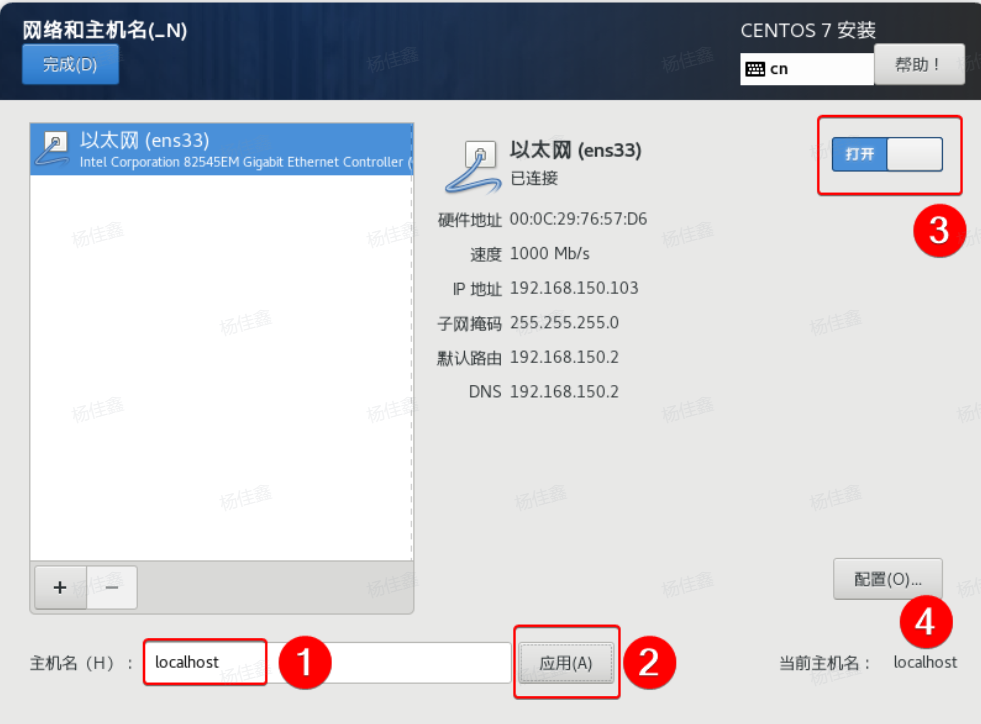 网络和主机名(_N)
CENTOS 7 安装
完成(D)
cn
帮助！
以太网 (ens33)
Intel Corporation 82545EM Gigabit Ethernet Controller (
以太网 (ens33)
已连接
打开
3
硬件地址 00:0C:29:76:57:D6
速度 1000 Mb/s
IP 地址 192.168.150.103
子网掩码 255.255.255.0
默认路由 192.168.150.2
DNS 192.168.150.2
+ −
配置(O)...
4
主机名（H）： localhost
1
应用(A)
2
当前主机名： localhost
杨佳鑫